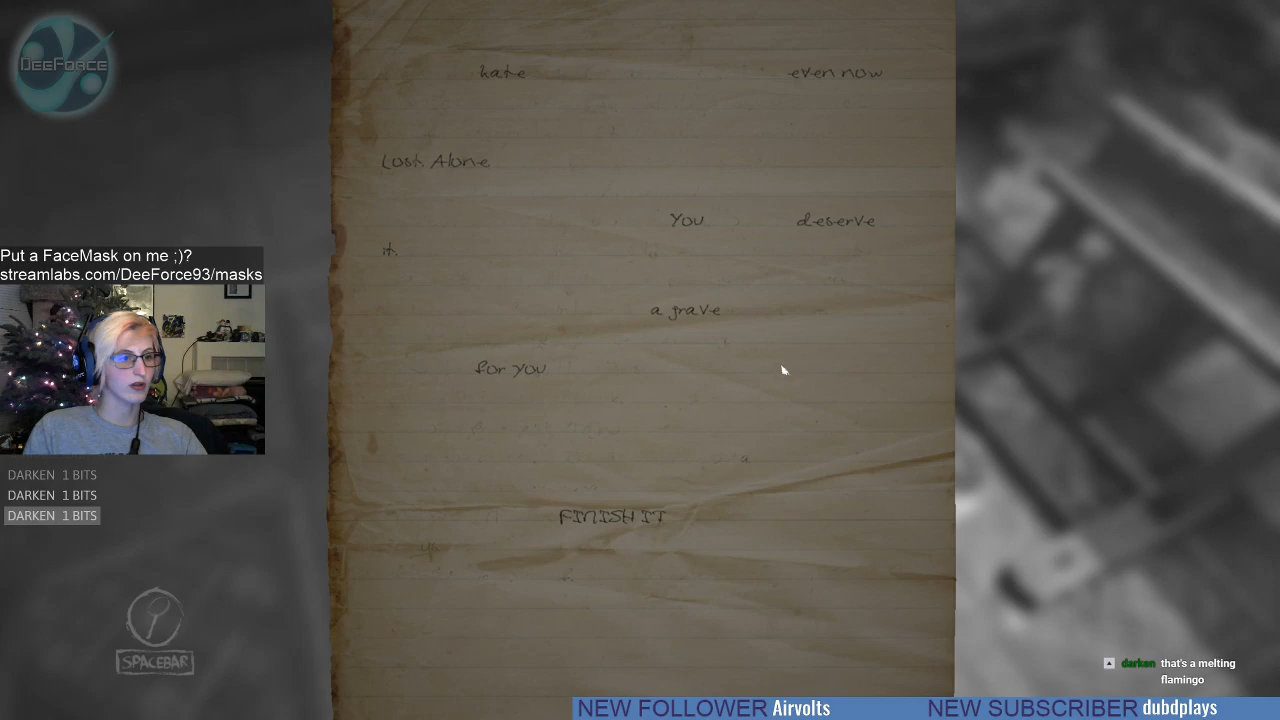 DEEFORCE
hate even now
Lost, Alone
You deserve
it.
a grave
for you
a
FINISH IT
Put a FaceMask on me ;)?
streamlabs.com/DeeForce93/masks
DARKEN 1 BITS
DARKEN 1 BITS
DARKEN 1 BITS
SPACEBAR
darken that's a melting
flamingo
NEW FOLLOWER Airvolts NEW SUBSCRIBER dubdplays